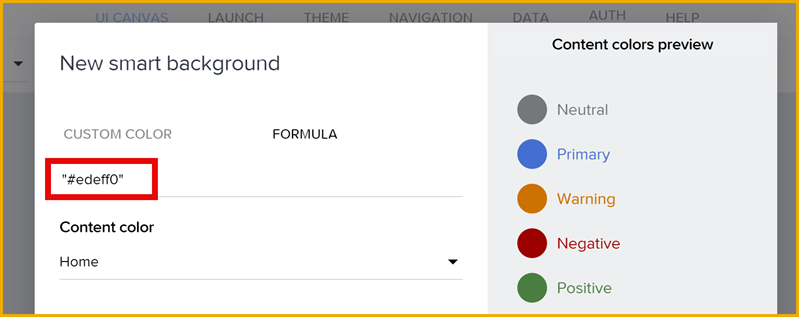 UI CANVAS LAUNCH THEME NAVIGATION DATA AUTH HELP
New smart background
CUSTOM COLOR FORMULA
"#edeff0"
Content color
Home
Content colors preview
Neutral
Primary
Warning
Negative
Positive